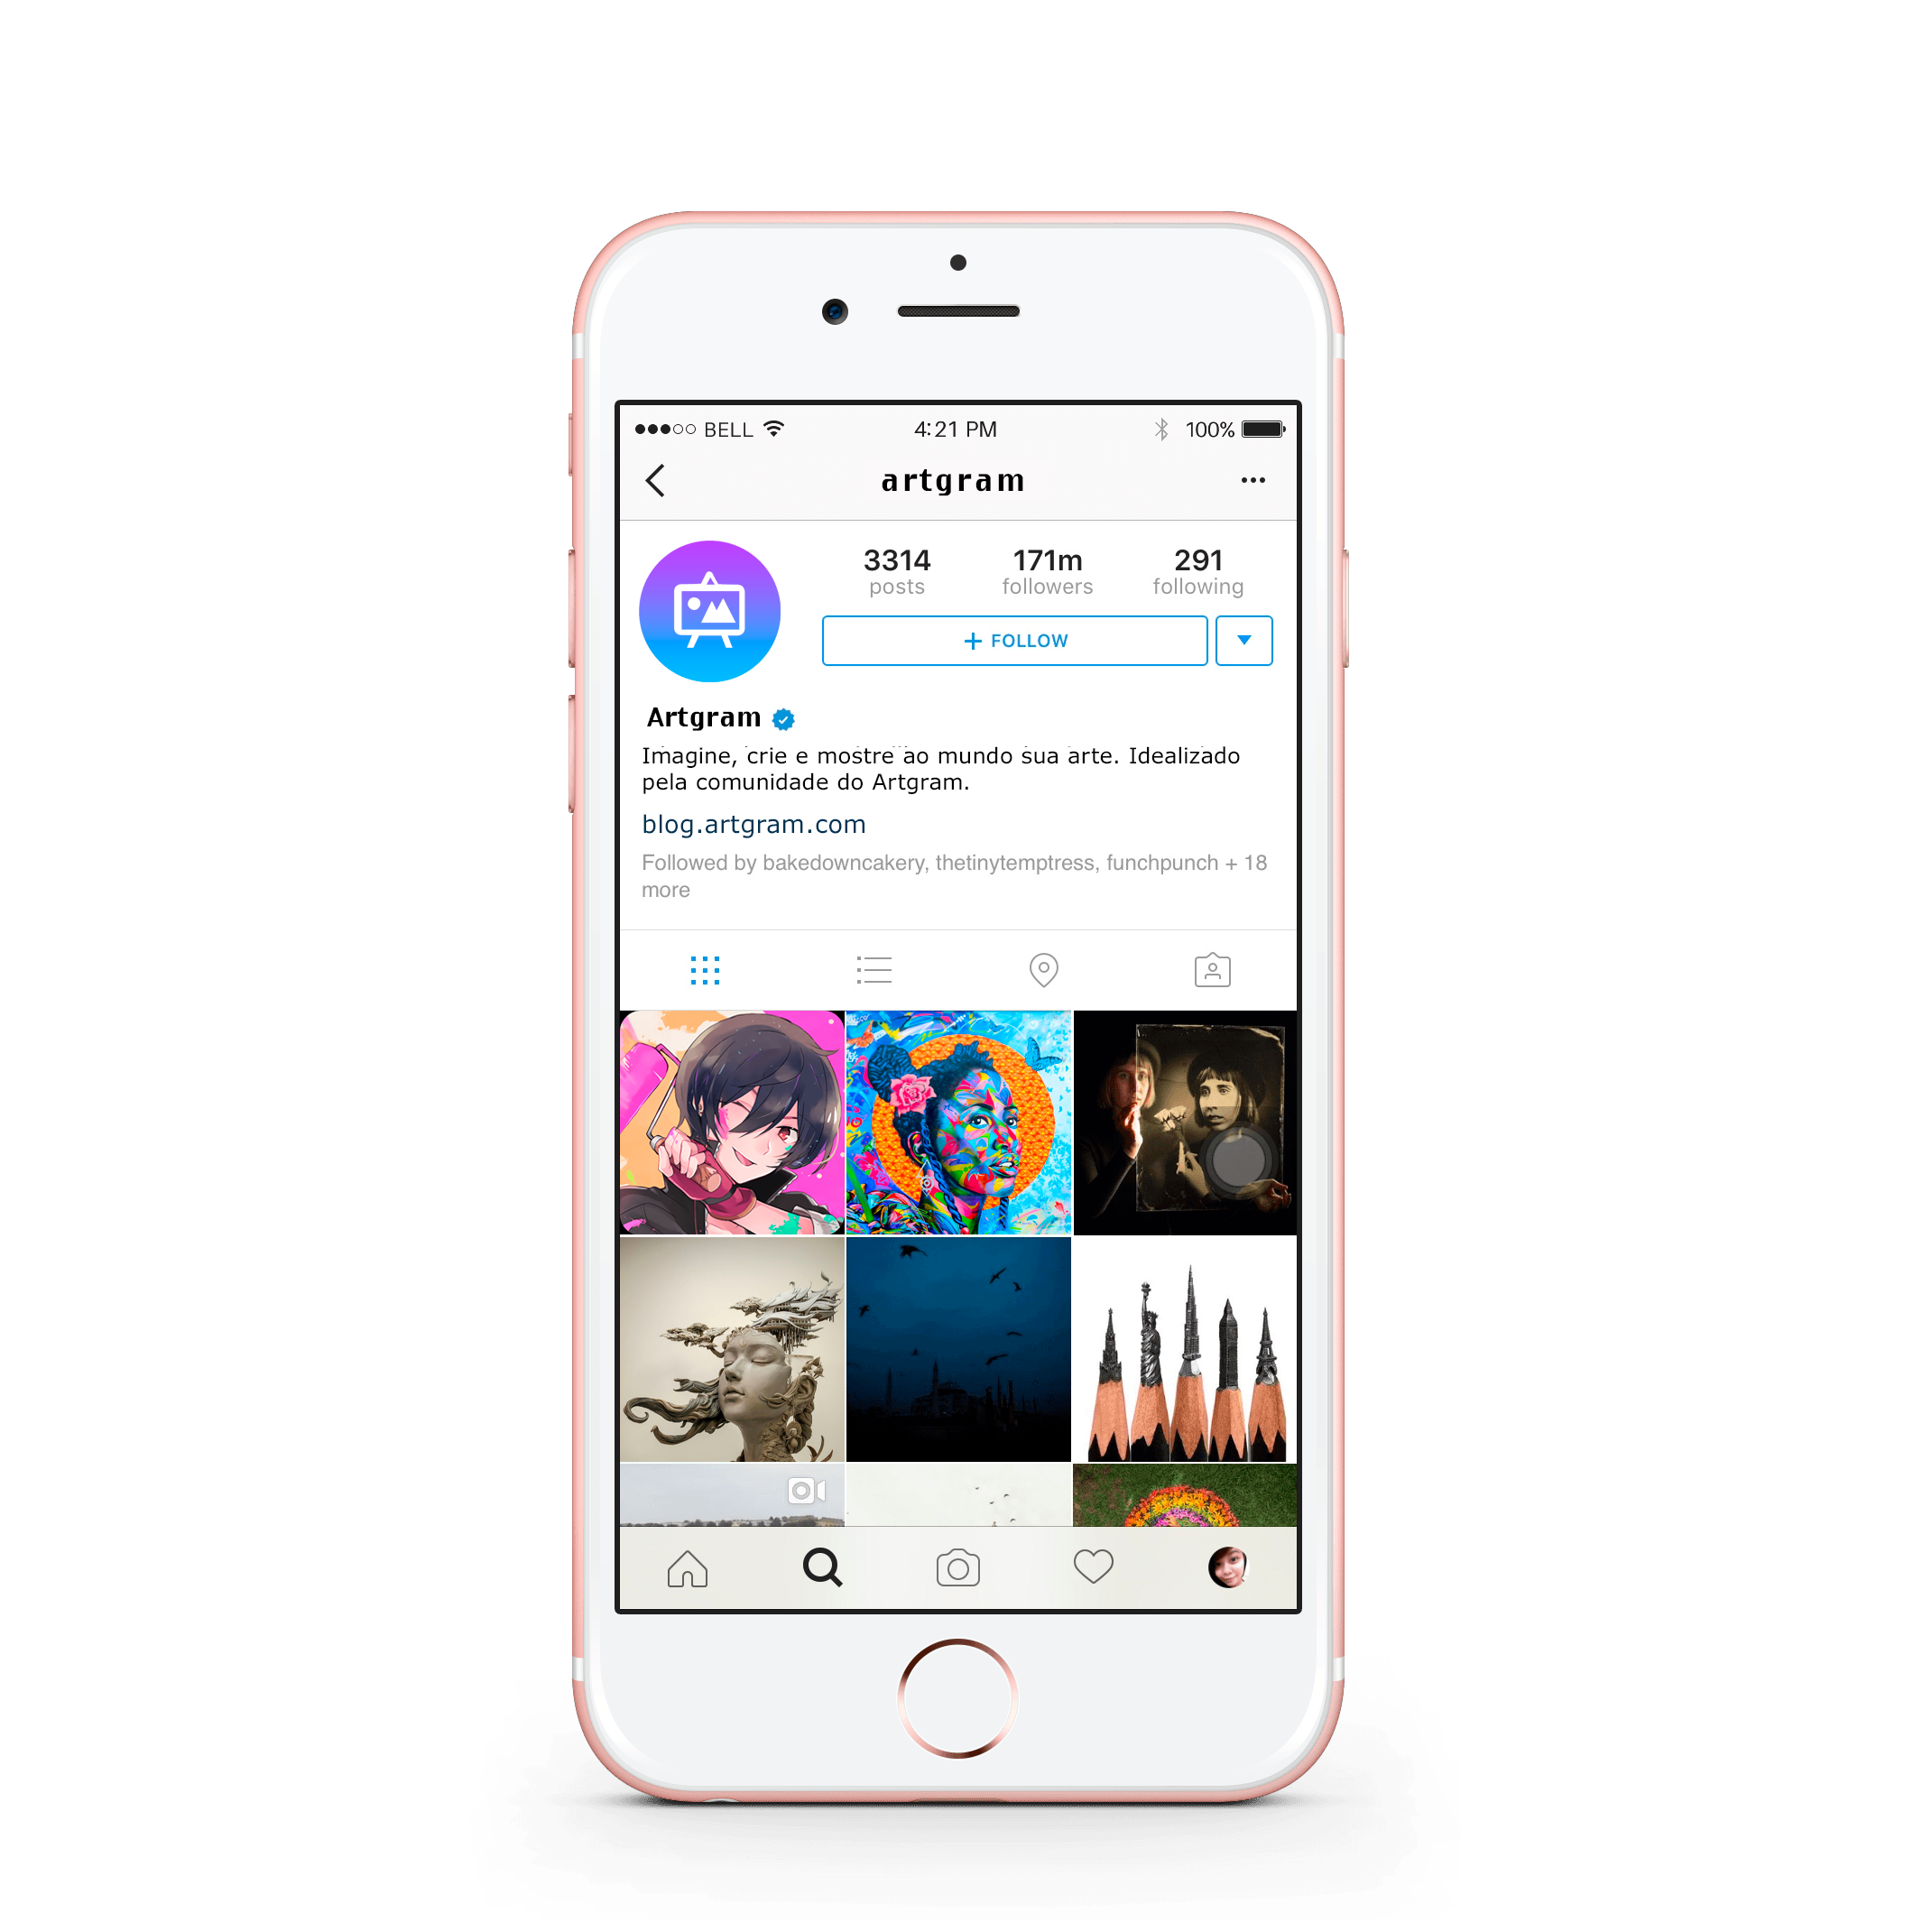 BELL 4:21 PM 100%
artgram
3314 171m 291
posts followers following
+ FOLLOW
Artgram
Imagine, crie e mostre ao mundo sua arte. Idealizado
pela comunidade do Artgram.
blog.artgram.com
Followed by bakedowncakery, thetinytemptress, funchpunch + 18
more